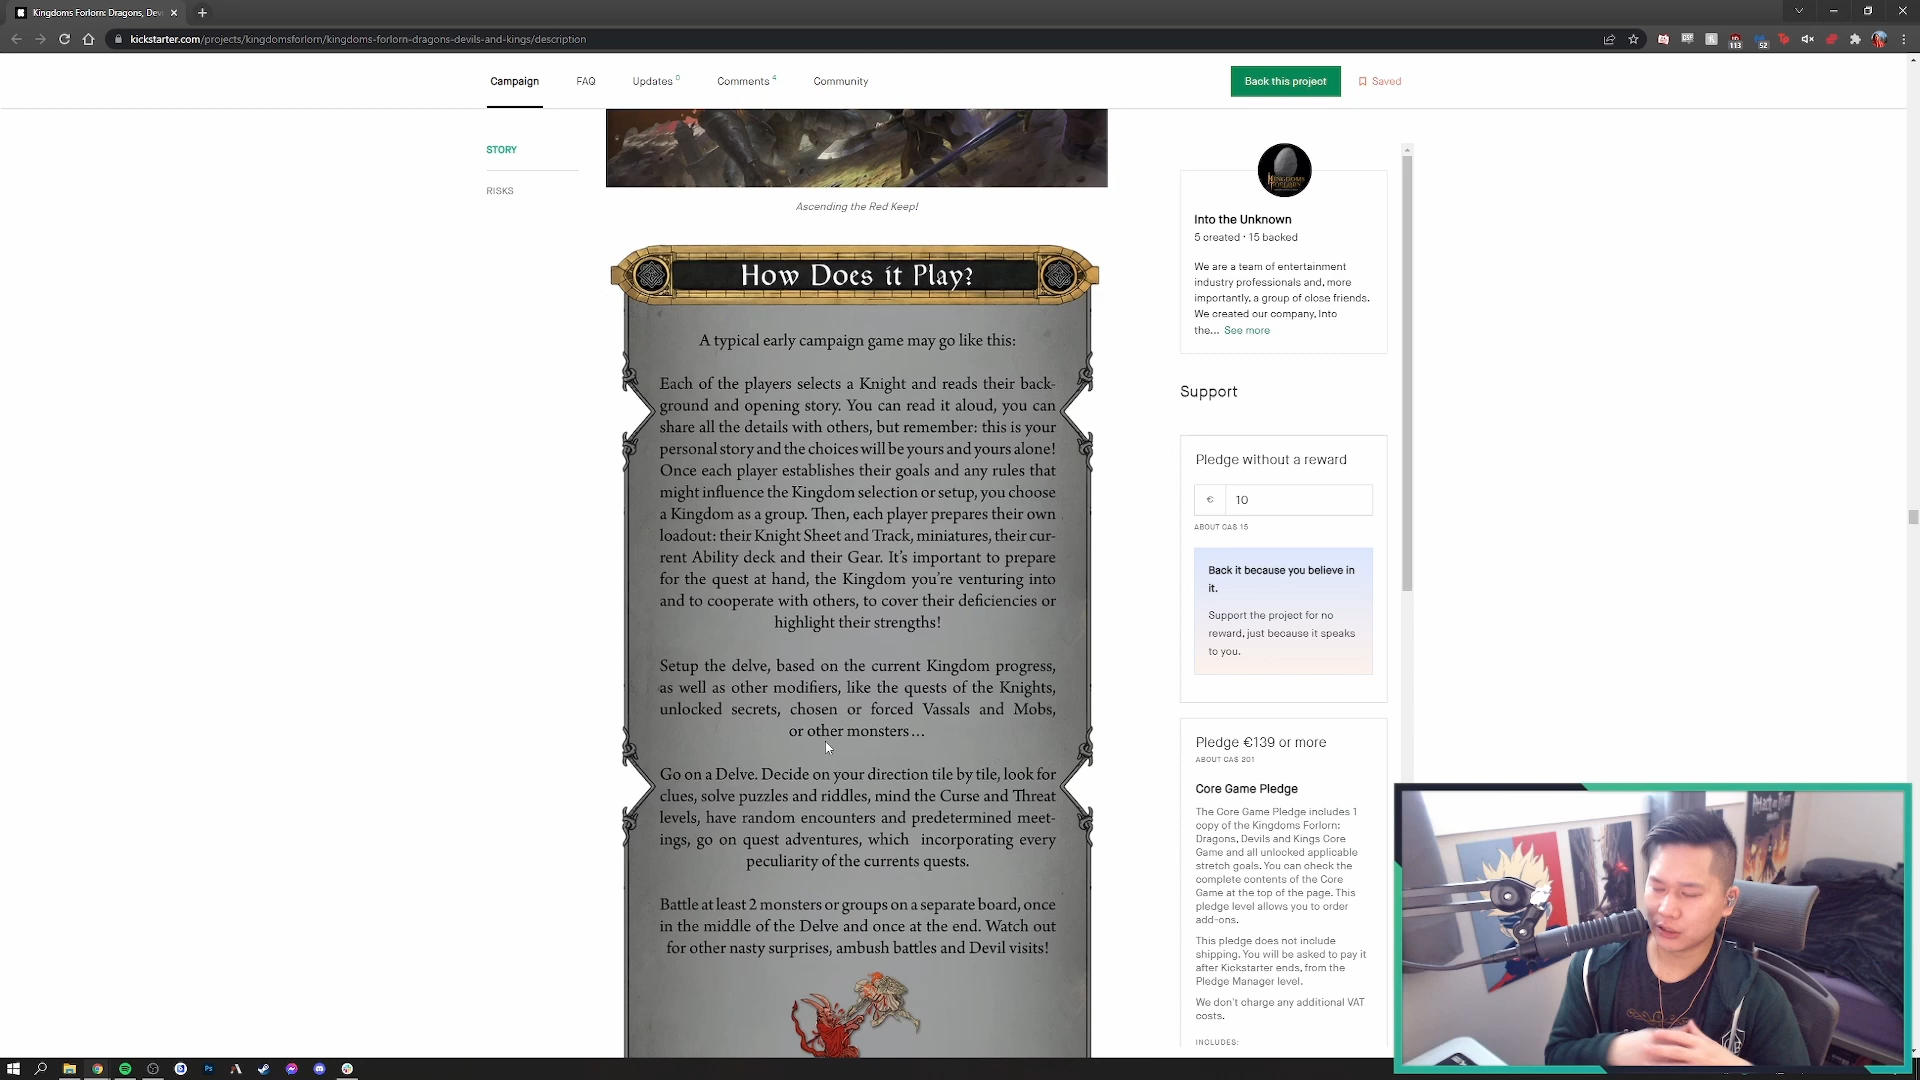 Kingdoms Forlorn: Dragons, Dev
kickstarter.com/projects/kingdomsforlorn/kingdoms-forlorn-dragons-devils-and-kings/description
113
52
Campaign
FAQ
Updates 0
Comments 4
Community
Back this project
Saved
STORY
RISKS
Ascending the Red Keep!
How Does it Play?
A typical early campaign game may go like this:
Each of the players selects a Knight and reads their back-
ground and opening story. You can read it aloud, you can
share all the details with others, but remember: this is your
personal story and the choices will be yours and yours alone!
Once each player establishes their goals and any rules that
might influence the Kingdom selection or setup, you choose
a Kingdom as a group. Then, each player prepares their own
loadout: their Knight Sheet and Track, miniatures, their cur-
rent Ability deck and their Gear. It's important to prepare
for the quest at hand, the Kingdom you're venturing into
and to cooperate with others, to cover their deficiencies or
highlight their strengths!
Setup the delve, based on the current Kingdom progress,
as well as other modifiers, like the quests of the Knights,
unlocked secrets, chosen or forced Vassals and Mobs,
or other monsters...
Go on a Delve. Decide on your direction tile by tile, look for
clues, solve puzzles and riddles, mind the Curse and Threat
levels, have random encounters and predetermined meet-
ings, go on quest adventures, which incorporating every
peculiarity of the currents quests.
Battle at least 2 monsters or groups on a separate board, once
in the middle of the Delve and once at the end. Watch out
for other nasty surprises, ambush battles and Devil visits!
KINGDOMS
FORLORN
Into the Unknown
5 created · 15 backed
We are a team of entertainment
industry professionals and, more
importantly, a group of close friends.
We created our company, Into
the... See more
Support
Pledge without a reward
€ 10
ABOUT CA$ 15
Back it because you believe in
it.
Support the project for no
reward, just because it speaks
to you.
Pledge €139 or more
ABOUT CA$ 201
Core Game Pledge
The Core Game Pledge includes 1
copy of the Kingdoms Forlorn:
Dragons, Devils and Kings Core
Game and all unlocked applicable
stretch goals. You can check the
complete contents of the Core
Game at the top of the page. This
pledge level allows you to order
add-ons.
This pledge does not include
shipping. You will be asked to pay it
after Kickstarter ends, from the
Pledge Manager level.
We don't charge any additional VAT
costs.
INCLUDES: